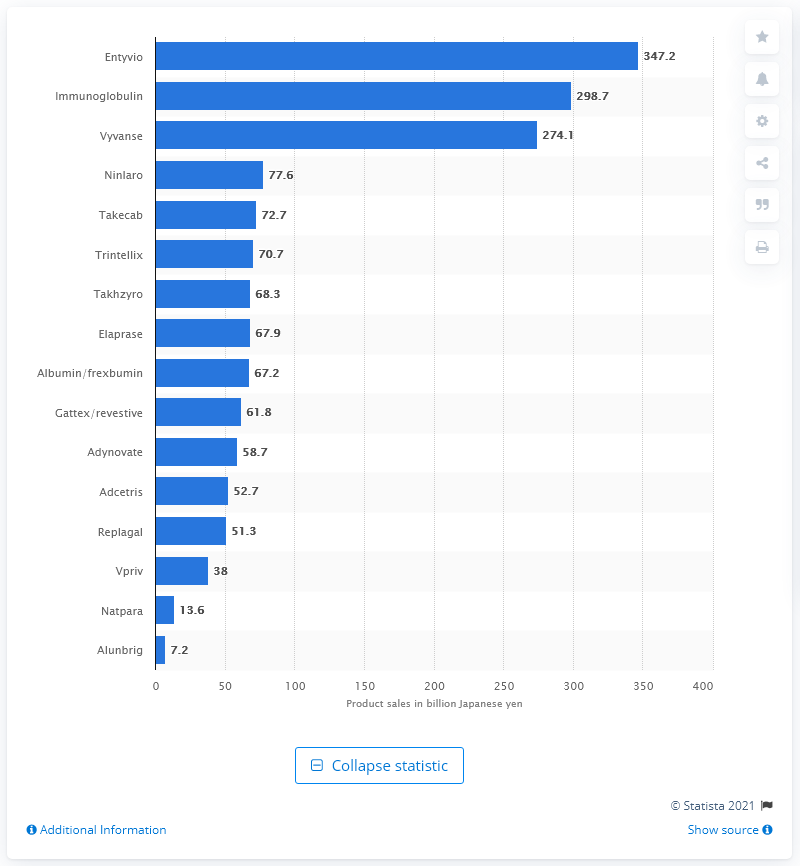 Entyvio 347.2
Immunoglobulin 298.7
Vyvanse 274.1
Ninlaro 77.6
Takecab 72.7
Trintellix 70.7
Takhzyro 68.3
Elaprase 67.9
Albumin/frexbumin 67.2
Gattex/revestive 61.8
Adynovate 58.7
Adcetris 52.7
Replagal 51.3
Vpriv 38
Natpara 13.6
Alunbrig 7.2
0 50 100 150 200 250 300 350 400
Product sales in billion Japanese yen
Collapse statistic
© Statista 2021
Additional Information Show source